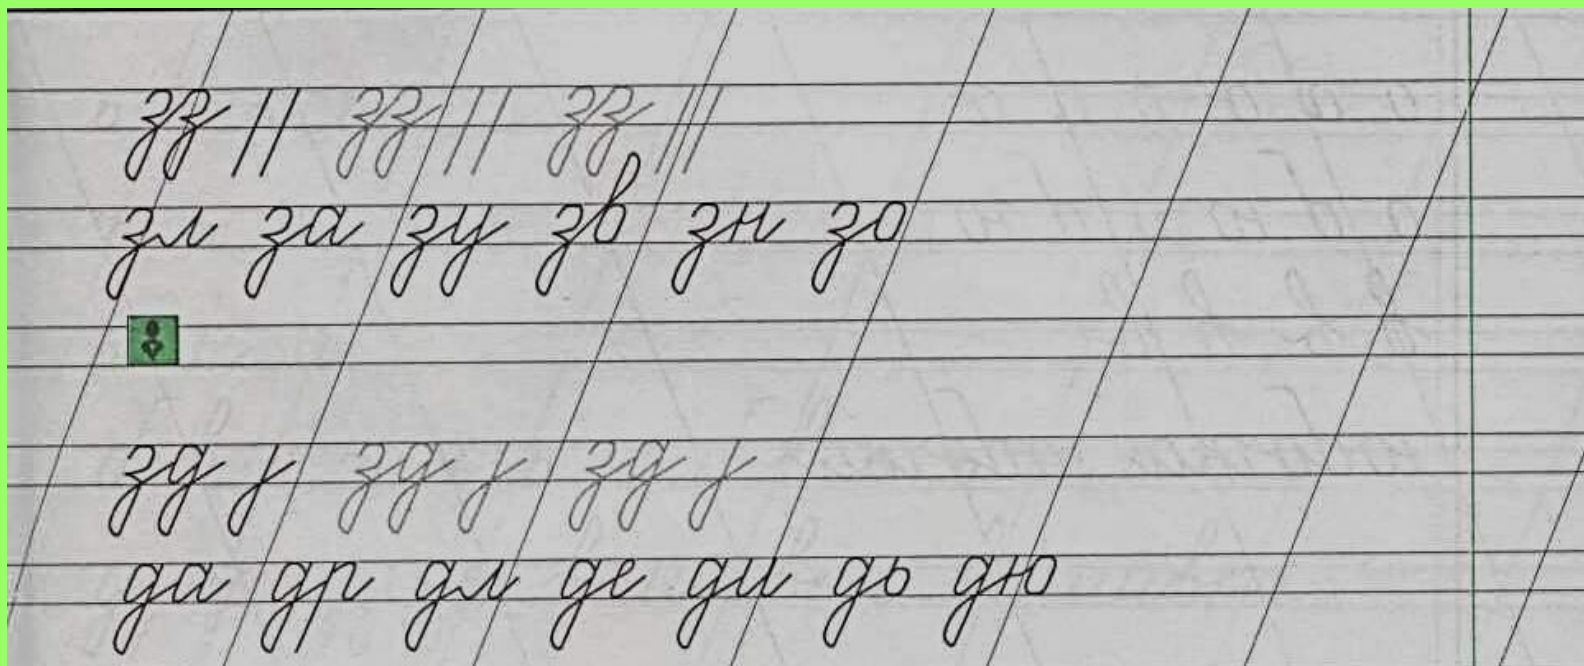 зз || зз || зз ||
зл за зу зв зн зо
зд ȷ зд ȷ зд ȷ
да др дл де ди дь дю